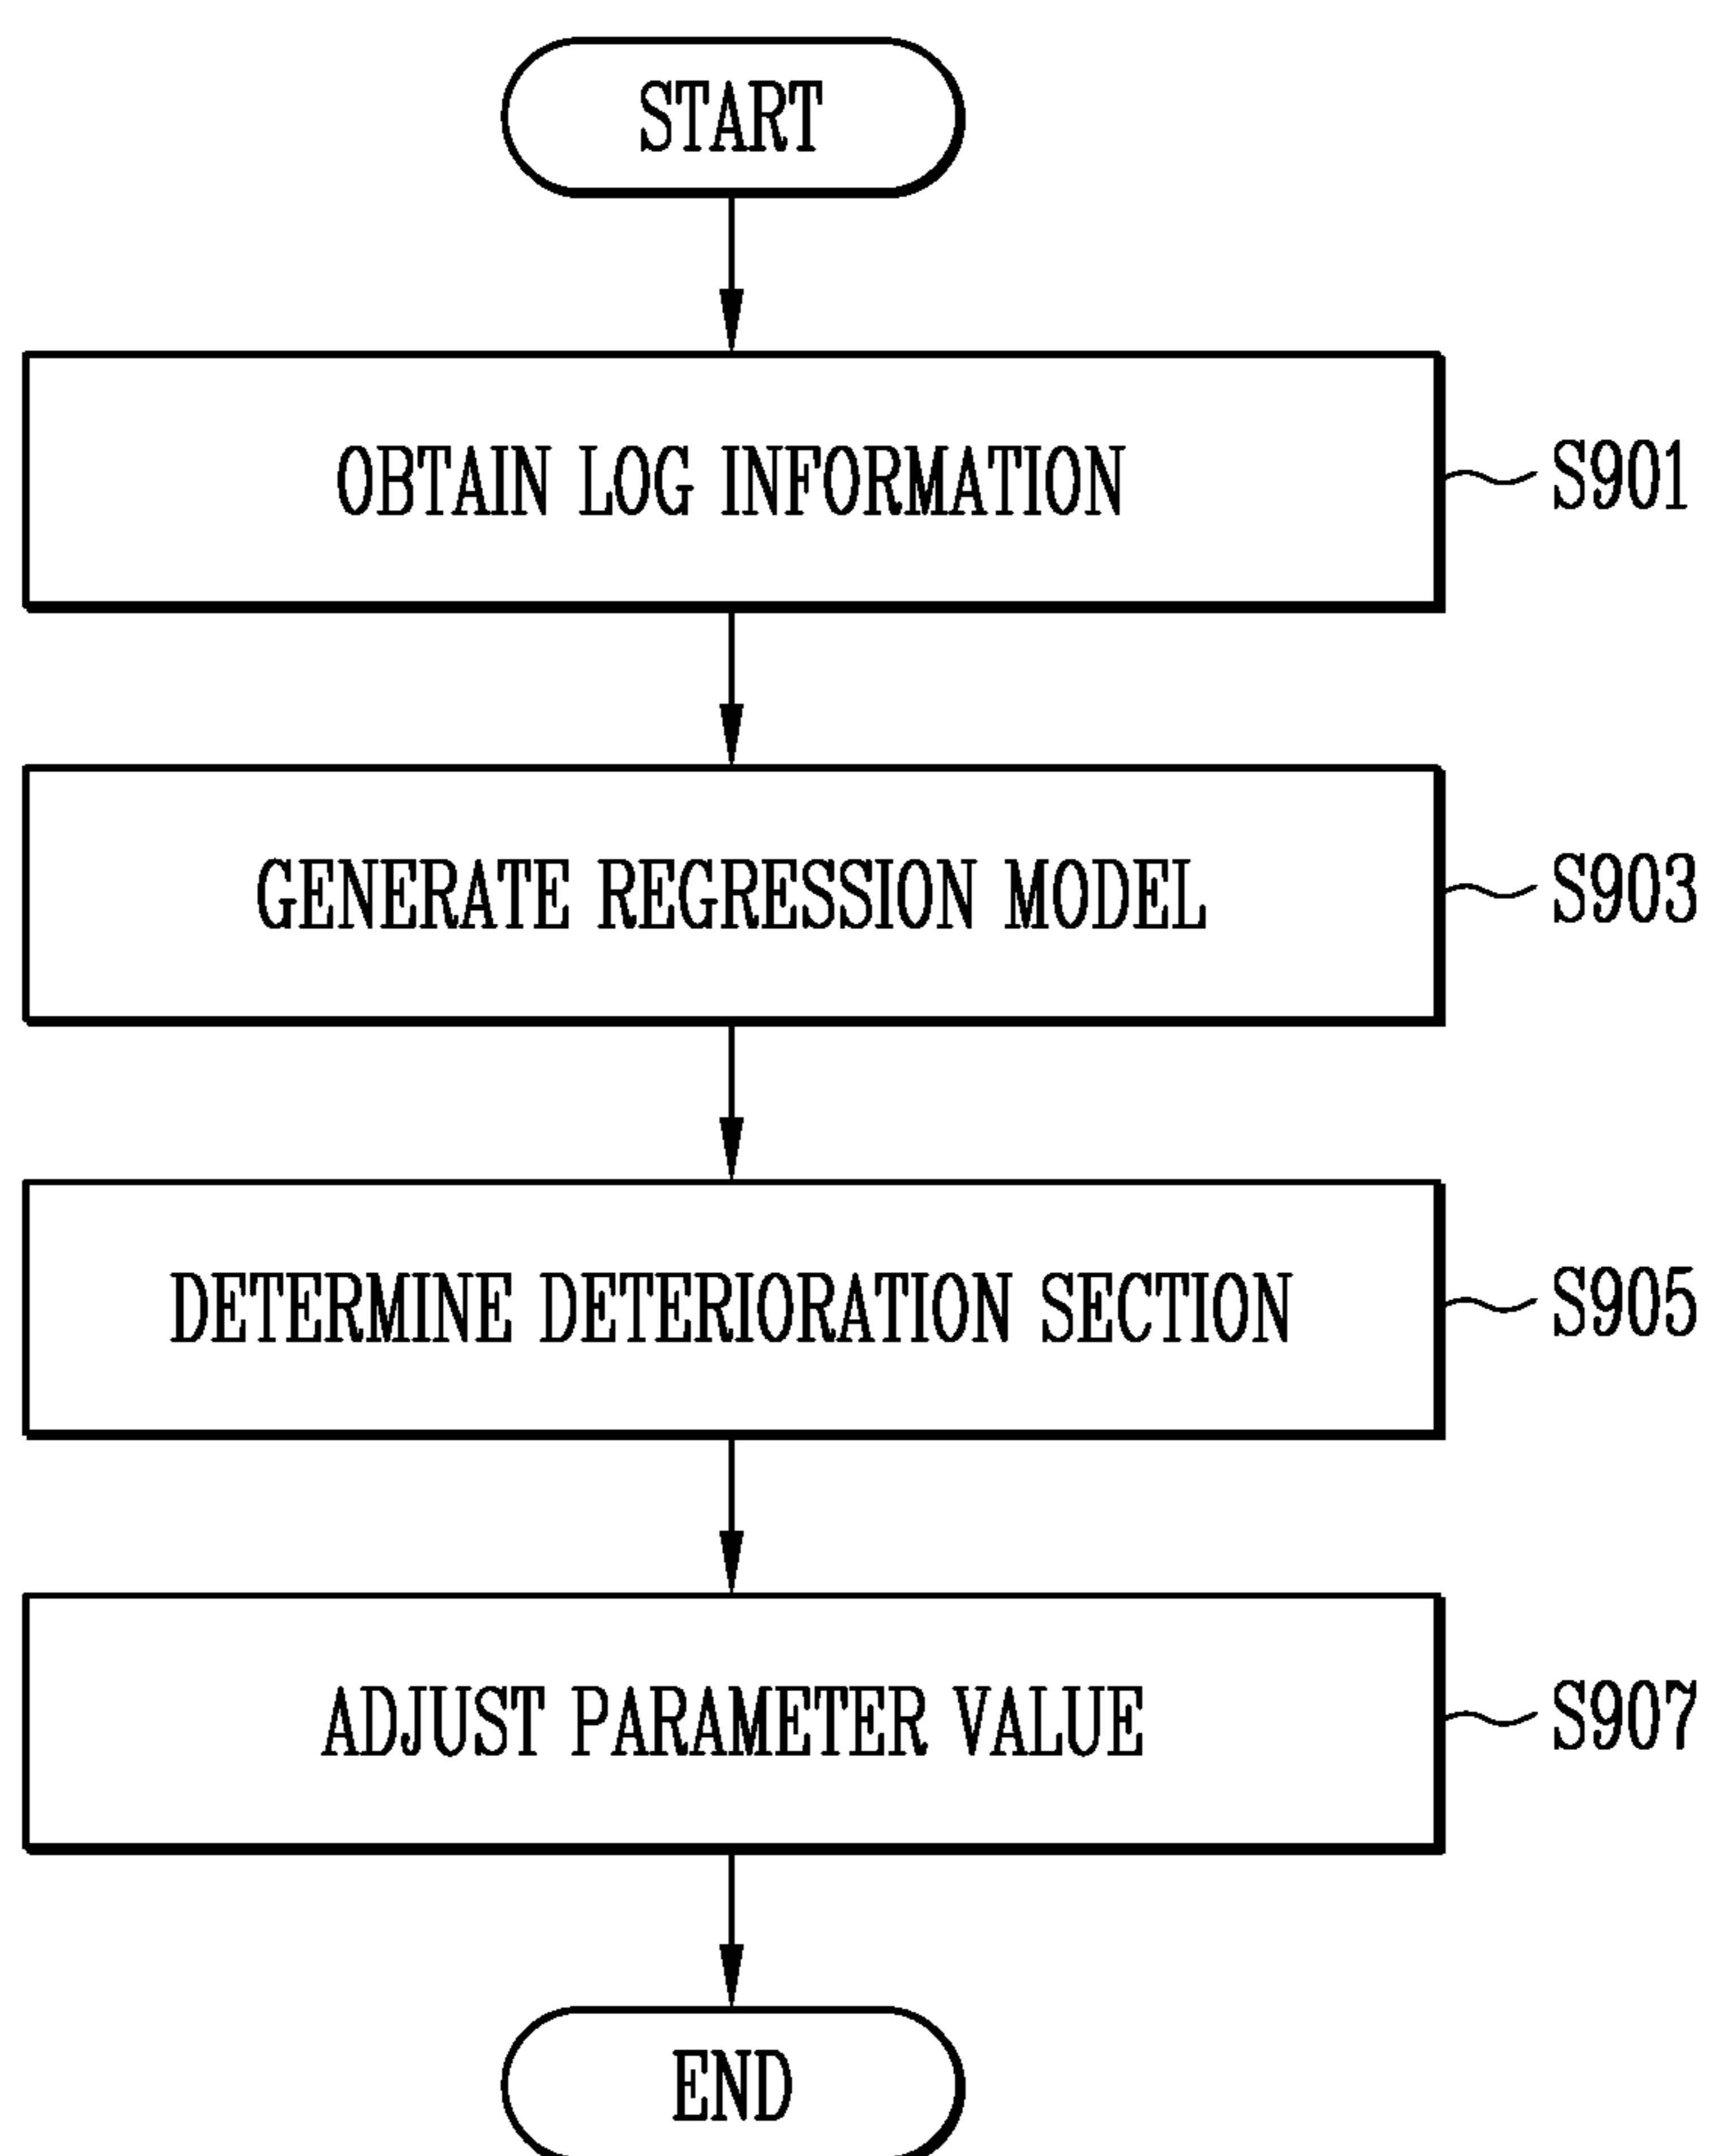 START
OBTAIN LOG INFORMATION
S901
GENERATE REGRESSION MODEL
S903
DETERMINE DETERIORATION SECTION
S905
ADJUST PARAMETER VALUE
S907
END